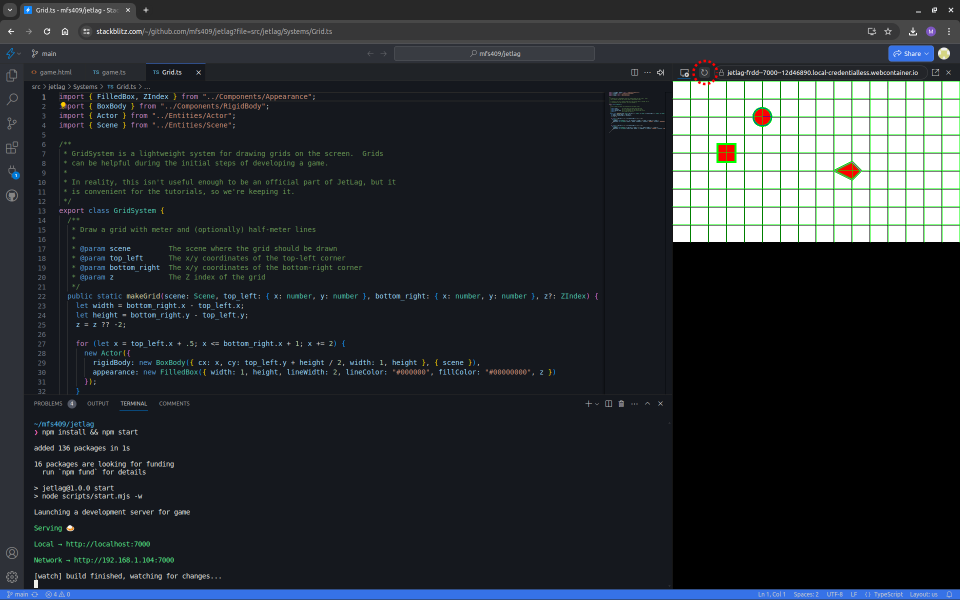 Grid.ts - mfs409/jetlag - St
stackblitz.com/~/github.com/mfs409/jetlag?file=src/jetlag/Systems/Grid.ts
M
main
mfs409/jetlag
Share
game.html
game.ts
Grid.ts
jetlag-frdd--7000--12d46890.local-credentialless.webcontainer.io
src > jetlag > Systems > TS Grid.ts > ...
1 import { FilledBox, ZIndex } from "../Components/Appearance";
2 import { BoxBody } from "../Components/RigidBody";
3 import { Actor } from "../Entities/Actor";
4 import { Scene } from "../Entities/Scene";
5
6 /**
7 * GridSystem is a lightweight system for drawing grids on the screen.  Grids
8 * can be helpful during the initial steps of developing a game.
9 *
10 * In reality, this isn't useful enough to be an official part of JetLag, but it
11 * is convenient for the tutorials, so we're keeping it.
12 */
13 export class GridSystem {
14 /**
15 * Draw a grid with meter and (optionally) half-meter lines
16 *
17 * @param scene         The scene where the grid should be drawn
18 * @param top_left      The x/y coordinates of the top-left corner
19 * @param bottom_right  The x/y coordinates of the bottom-right corner
20 * @param z             The Z index of the grid
21 */
22 public static makeGrid(scene: Scene, top_left: { x: number, y: number }, bottom_right: { x: number, y: number }, z?: ZIndex) {
23 let width = bottom_right.x - top_left.x;
24 let height = bottom_right.y - top_left.y;
25 z = z ?? -2;
26
27 for (let x = top_left.x + .5; x <= bottom_right.x + 1; x += 2) {
28 new Actor({
29 rigidBody: new BoxBody({ cx: x, cy: top_left.y + height / 2, width: 1, height }, { scene }),
30 appearance: new FilledBox({ width: 1, height, lineWidth: 2, lineColor: "#000000", fillColor: "#00000000", z })
31 });
32 }
PROBLEMS 4 OUTPUT TERMINAL COMMENTS
~/mfs409/jetlag
❯ npm install && npm start
added 136 packages in 1s
16 packages are looking for funding
run `npm fund` for details
> jetlag@1.0.0 start
> node scripts/start.mjs -w
Launching a development server for game
Serving 🍛
Local → http://localhost:7000
Network → http://192.168.1.104:7000
[watch] build finished, watching for changes...
main 4 0 Ln 1, Col 1 Spaces: 2 UTF-8 LF {} TypeScript Layout: us